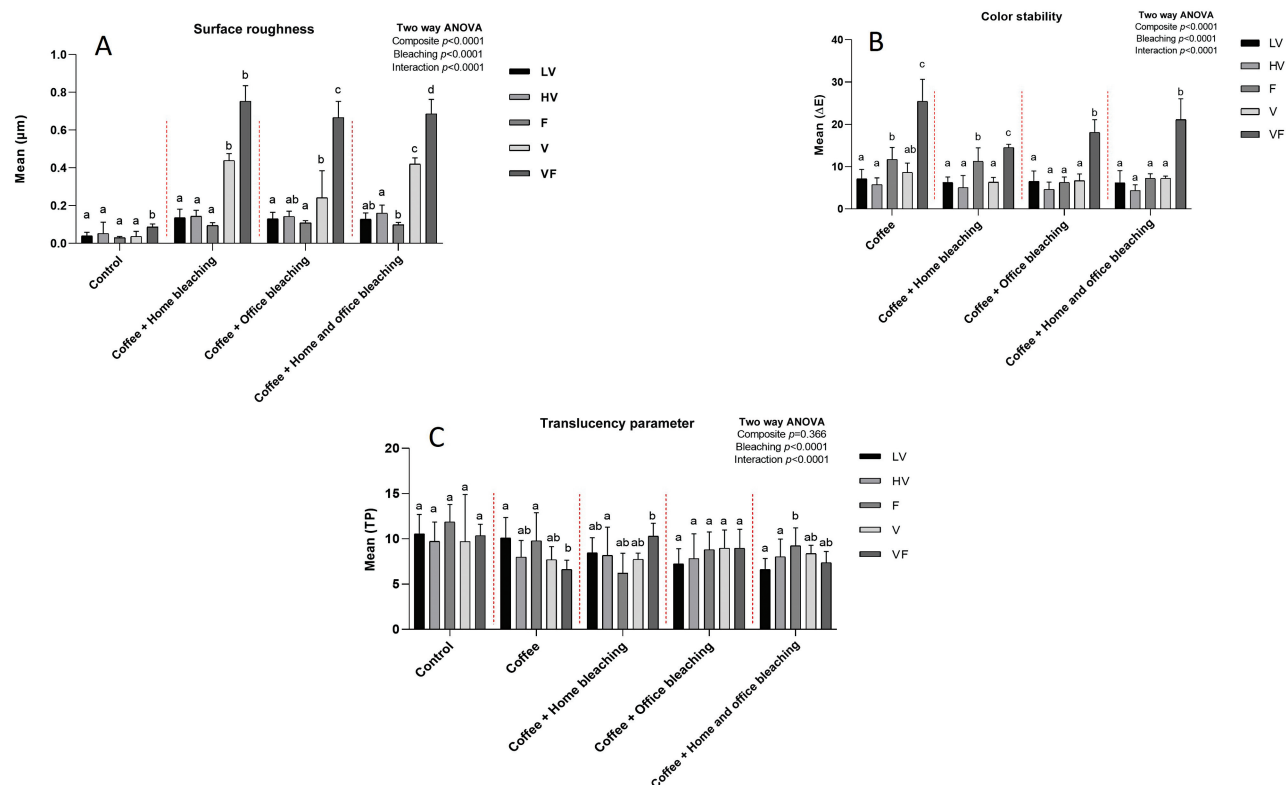 A
Surface roughness
Two way ANOVA
Composite p<0.0001
Bleaching p<0.0001
Interaction p<0.0001
Mean (µm)
1.0
0.8
0.6
0.4
0.2
0.0
a a a a b
a a a b b
a ab a b c
ab a b c d
Control
Coffee + Home bleaching
Coffee + Office bleaching
Coffee + Home and office bleaching
LV
HV
F
V
VF
B
Color stability
Two way ANOVA
Composite p<0.0001
Bleaching p<0.0001
Interaction p<0.0001
Mean (ΔE)
40
30
20
10
0
a a b ab c
a a b a c
a a a a b
a a a a b
Coffee
Coffee + Home bleaching
Coffee + Office bleaching
Coffee + Home and office bleaching
LV
HV
F
V
VF
C
Translucency parameter
Two way ANOVA
Composite p=0.366
Bleaching p<0.0001
Interaction p<0.0001
Mean (TP)
20
15
10
5
0
a a a a a
a ab a ab b
ab a ab ab b
a a a a a
a a b ab ab
Control
Coffee
Coffee + Home bleaching
Coffee + Office bleaching
Coffee + Home and office bleaching
LV
HV
F
V
VF